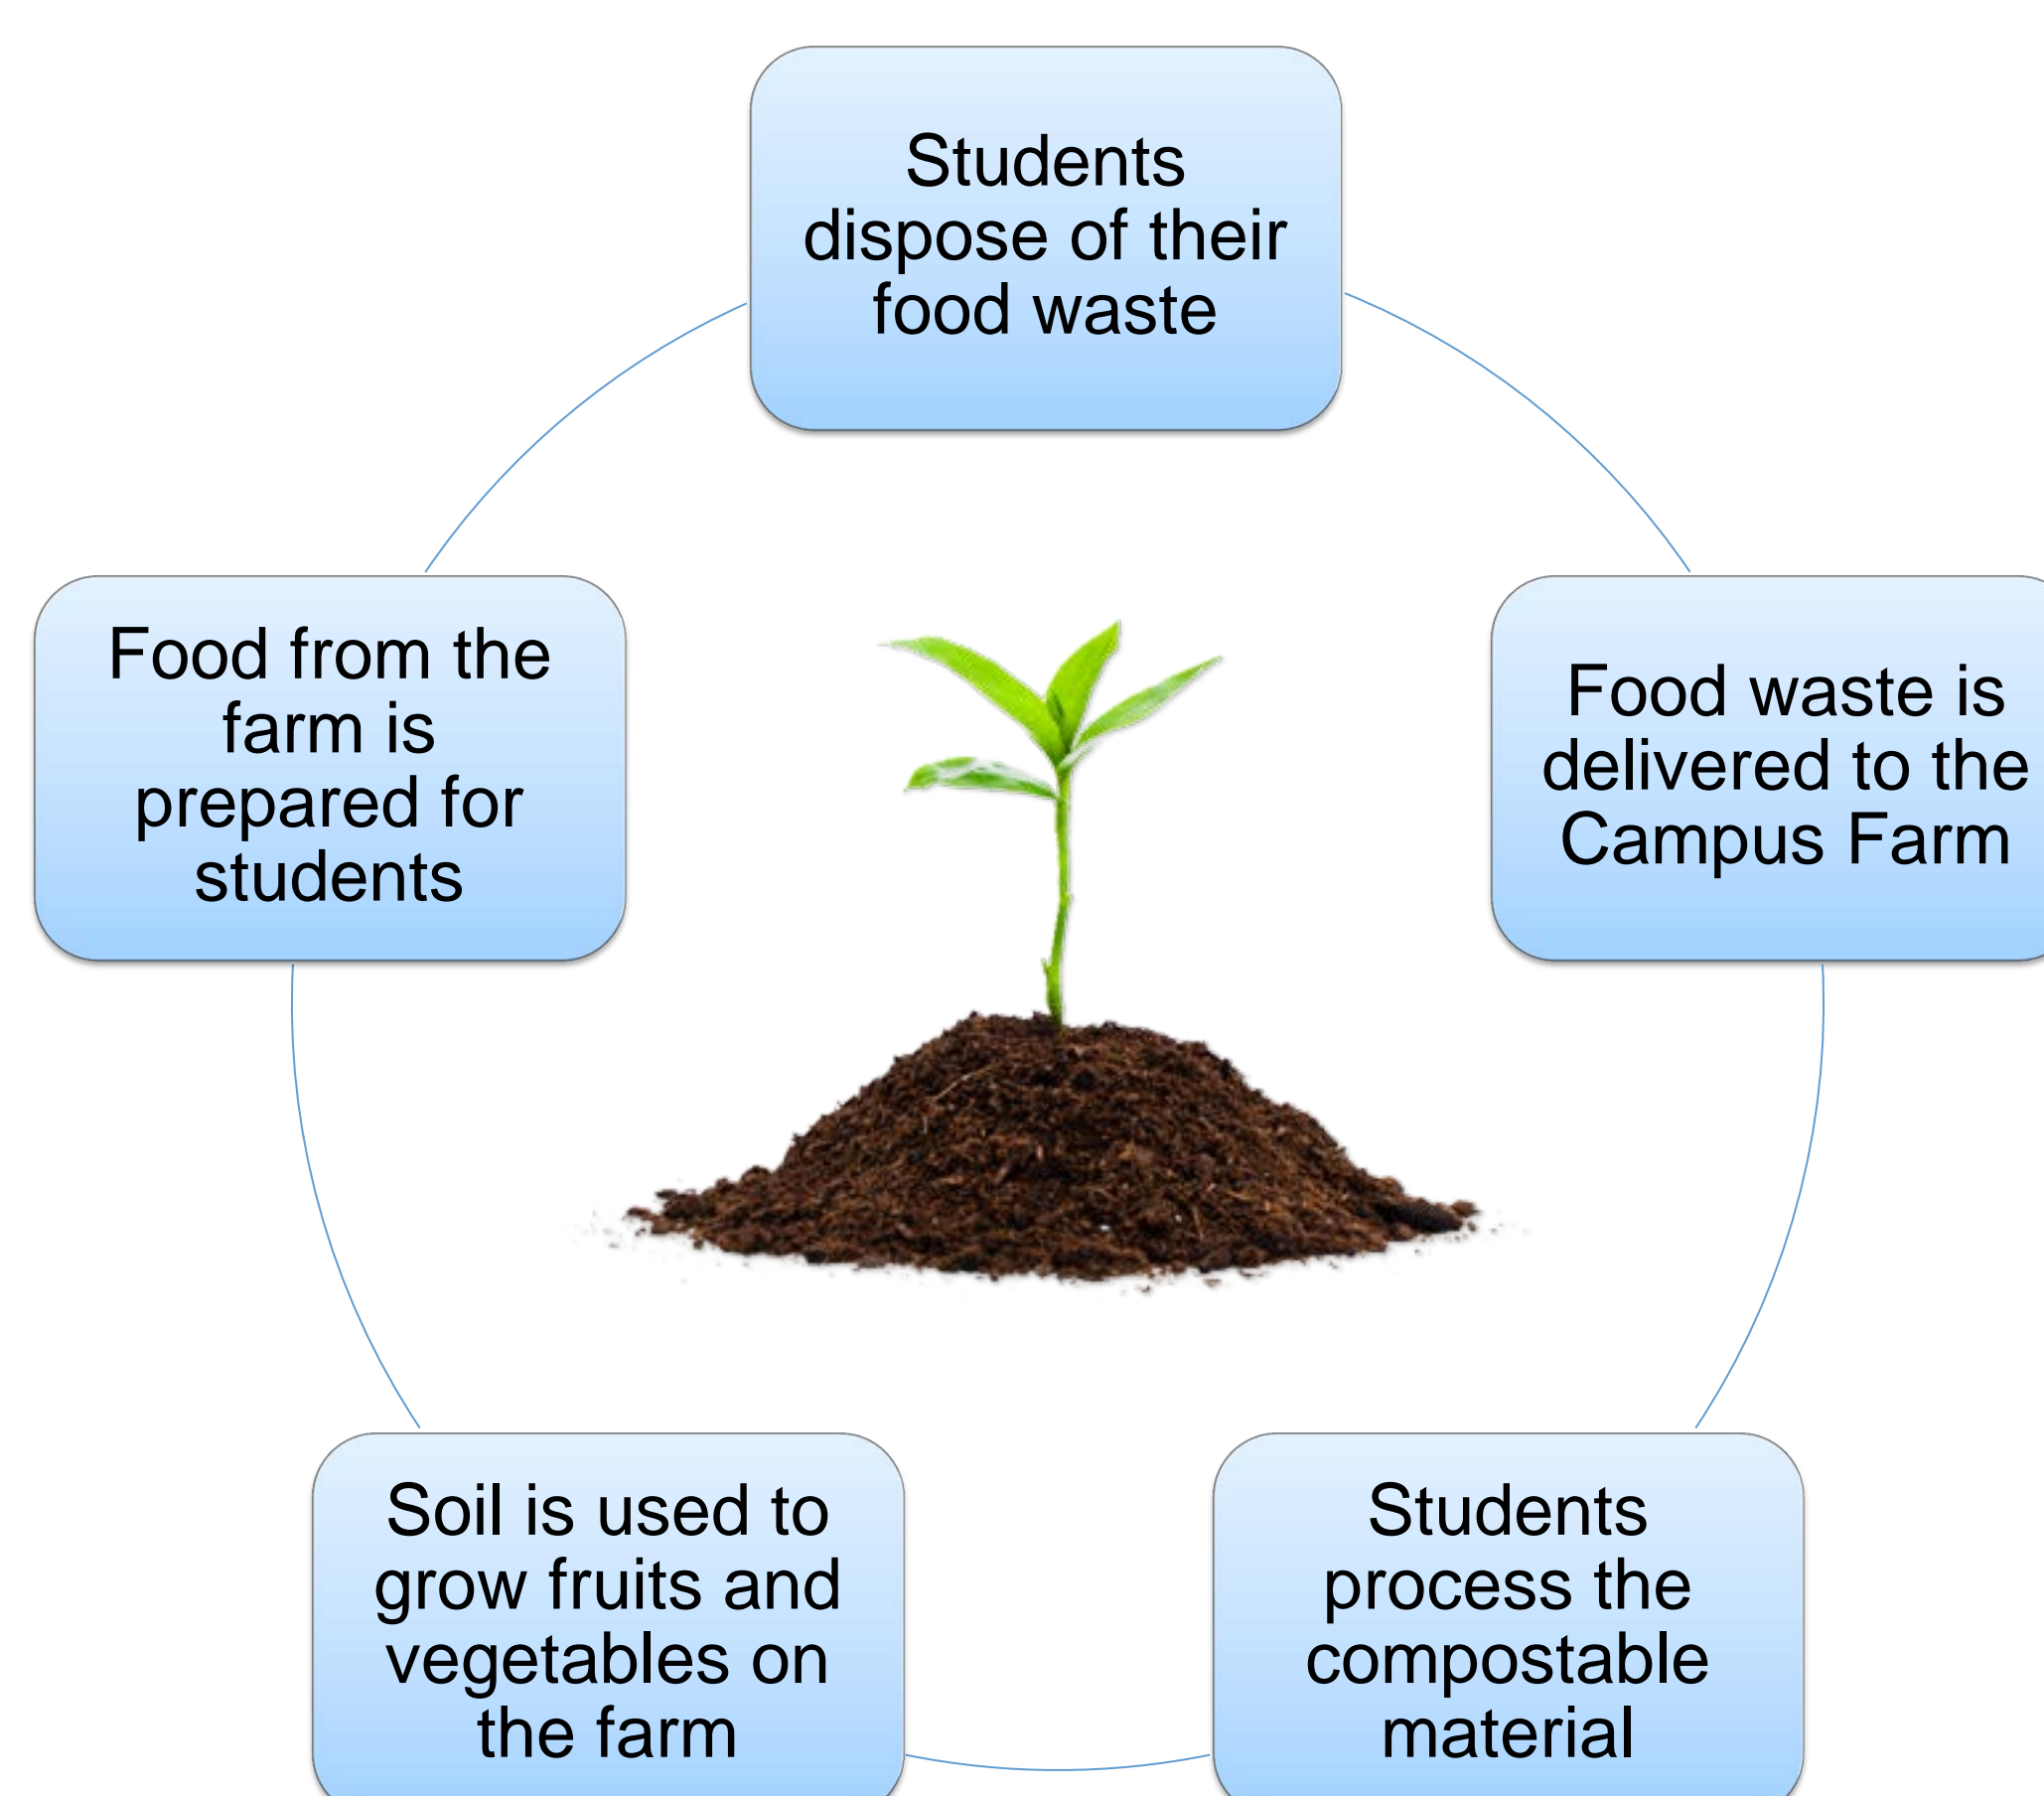 Students
dispose of their
food waste
Food waste is
delivered to the
Campus Farm
Students
process the
compostable
material
Soil is used to
grow fruits and
vegetables on
the farm
Food from the
farm is
prepared for
students